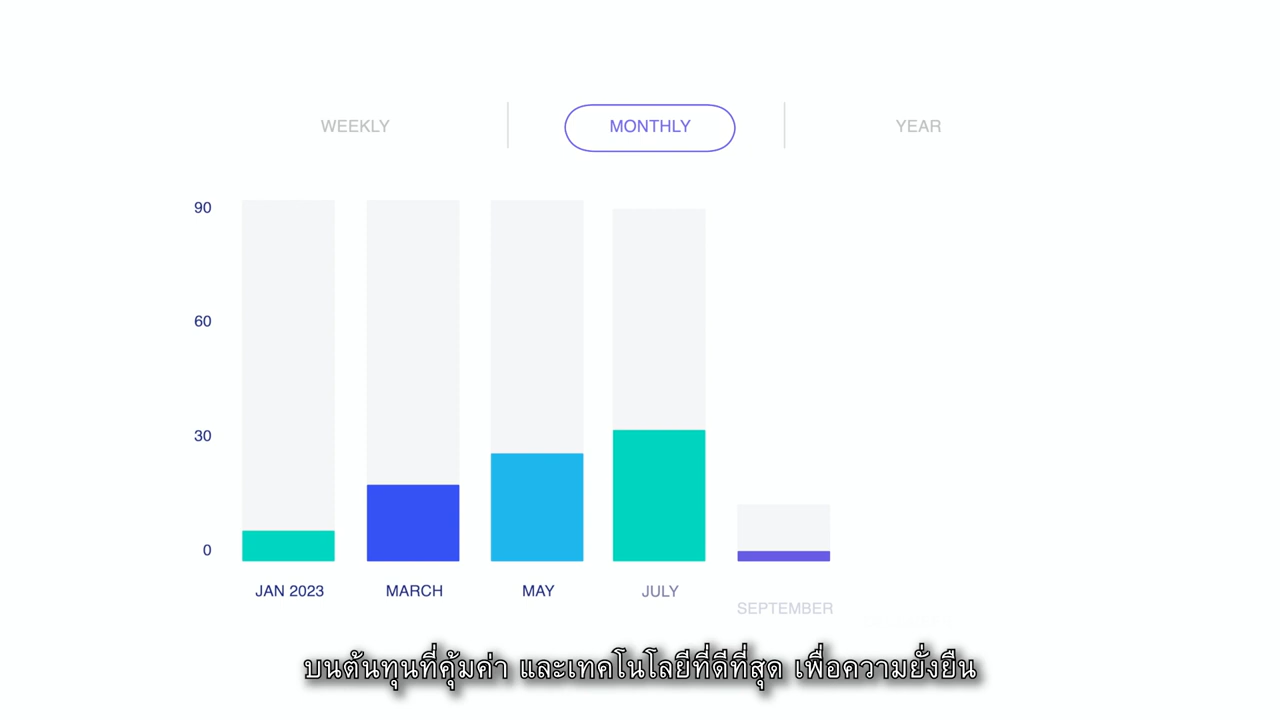 WEEKLY
MONTHLY
YEAR
90
60
30
0
JAN 2023
MARCH
MAY
JULY
SEPTEMBER
บนต้นทุนที่คุ้มค่า และเทคโนโลยีที่ดีที่สุด เพื่อความยั่งยืน